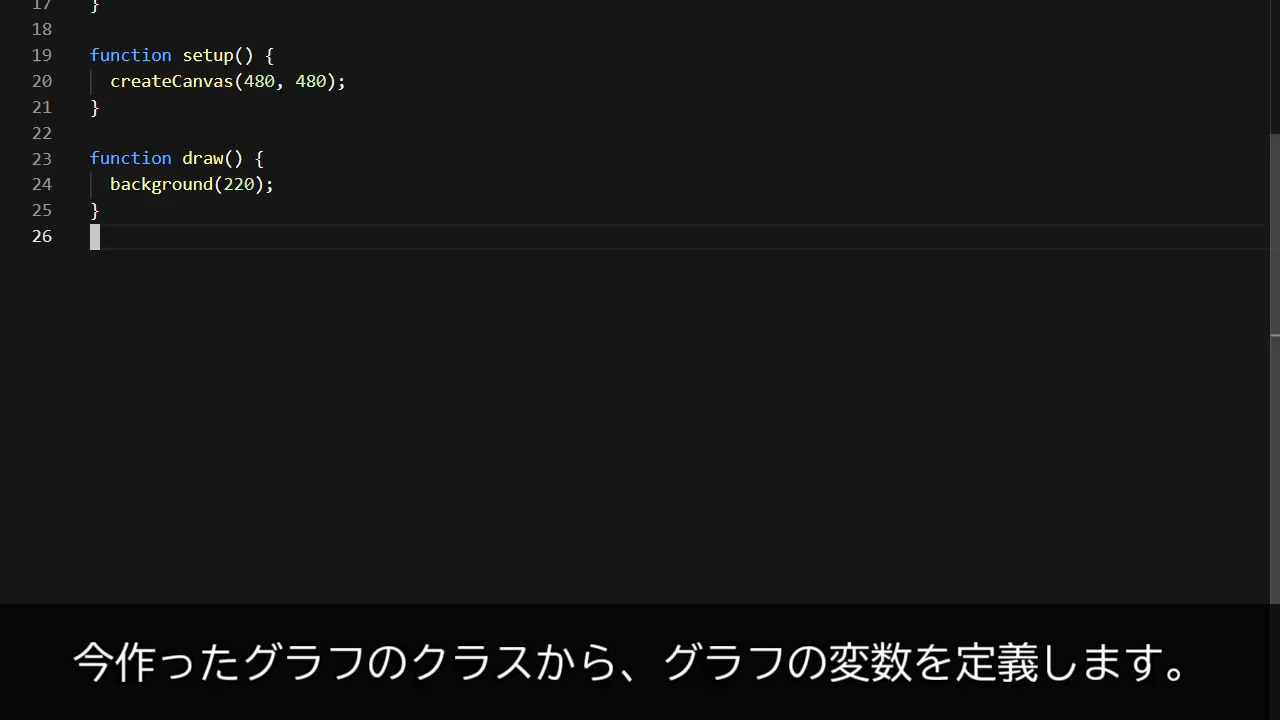 17 }
18
19 function setup() {
20 createCanvas(480, 480);
21 }
22
23 function draw() {
24 background(220);
25 }
26
今作ったグラフのクラスから、グラフの変数を定義します。